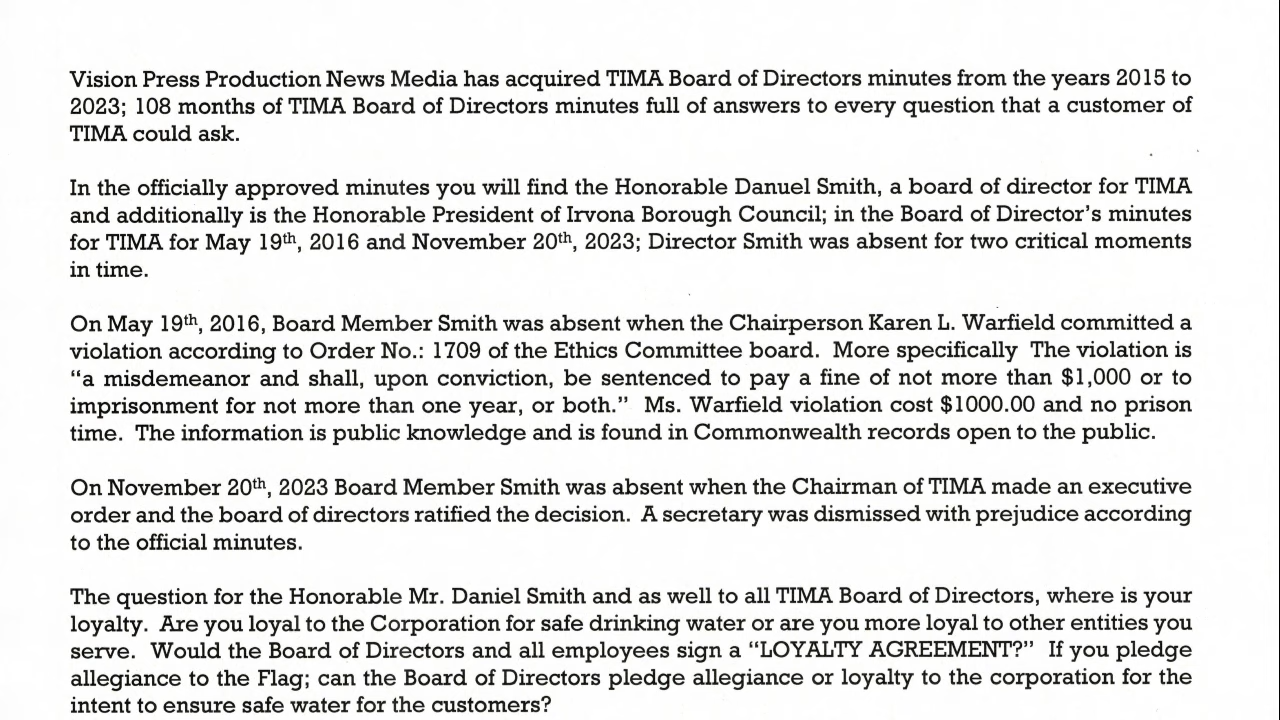 Vision Press Production News Media has acquired TIMA Board of Directors minutes from the years 2015 to
2023; 108 months of TIMA Board of Directors minutes full of answers to every question that a customer of
TIMA could ask.
In the officially approved minutes you will find the Honorable Danuel Smith, a board of director for TIMA
and additionally is the Honorable President of Irvona Borough Council; in the Board of Director’s minutes
for TIMA for May 19th, 2016 and November 20th, 2023; Director Smith was absent for two critical moments
in time.
On May 19th, 2016, Board Member Smith was absent when the Chairperson Karen L. Warfield committed a
violation according to Order No.: 1709 of the Ethics Committee board. More specifically The violation is
“a misdemeanor and shall, upon conviction, be sentenced to pay a fine of not more than $1,000 or to
imprisonment for not more than one year, or both.” Ms. Warfield violation cost $1000.00 and no prison
time. The information is public knowledge and is found in Commonwealth records open to the public.
On November 20th, 2023 Board Member Smith was absent when the Chairman of TIMA made an executive
order and the board of directors ratified the decision. A secretary was dismissed with prejudice according
to the official minutes.
The question for the Honorable Mr. Daniel Smith and as well to all TIMA Board of Directors, where is your
loyalty. Are you loyal to the Corporation for safe drinking water or are you more loyal to other entities you
serve. Would the Board of Directors and all employees sign a “LOYALTY AGREEMENT?” If you pledge
allegiance to the Flag; can the Board of Directors pledge allegiance or loyalty to the corporation for the
intent to ensure safe water for the customers?